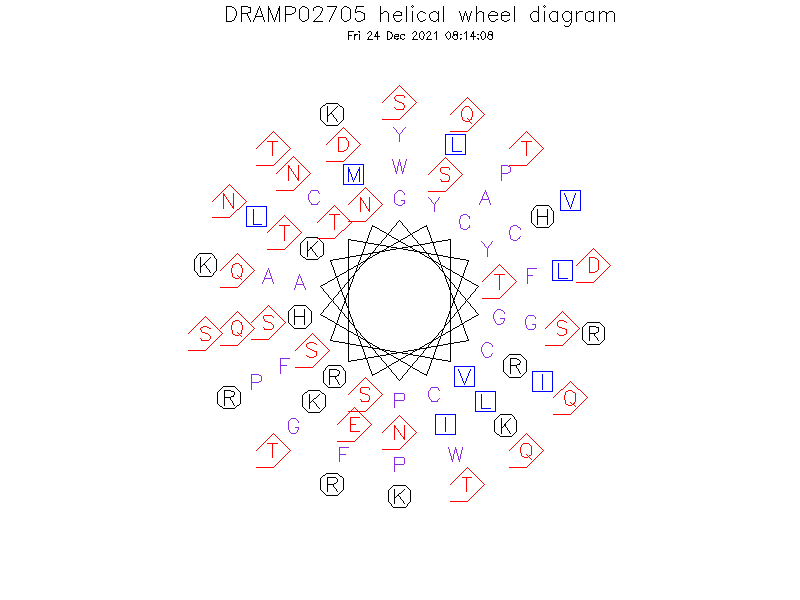 DRAMP02705 helical wheel diagram
Fri 24 Dec 2021 08:14:08
S
K Q
Y
T D L T
W
N M S P
N C N G Y A V
L T C H
T C
K Y
K Q A F L D
A T
S Q S H G G S R
S C
F R
P R V I
R K S P C L Q
G E N I K
T F P W Q
R K T